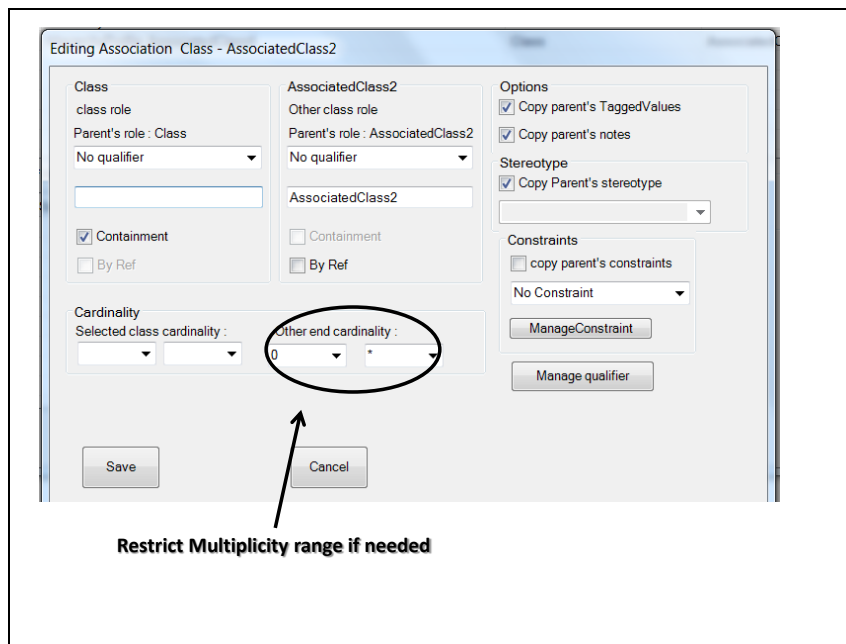 Editing Association Class - AssociatedClass2
Class
class role
Parent's role : Class
No qualifier
Containment
By Ref
AssociatedClass2
Other class role
Parent's role : AssociatedClass2
No qualifier
AssociatedClass2
Containment
By Ref
Options
Copy parent's TaggedValues
Copy parent's notes
Stereotype
Copy Parent's stereotype
Constraints
copy parent's constraints
No Constraint
ManageConstraint
Manage qualifier
Cardinality
Selected class cardinality :
Other end cardinality :
0 *
Save
Cancel
Restrict Multiplicity range if needed